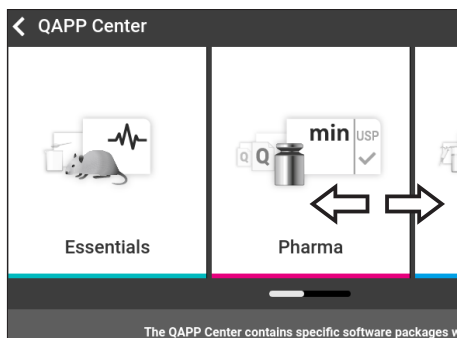 QAPP Center
min
USP
Q
Q
Essentials
Pharma
The QAPP Center contains specific software packages